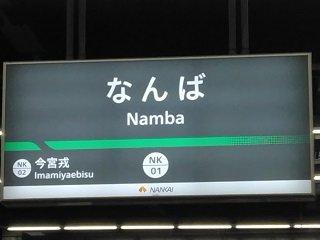 なんば
Namba
NK
02
今宮戎
Imamiyaebisu
NK
01
NANKAI